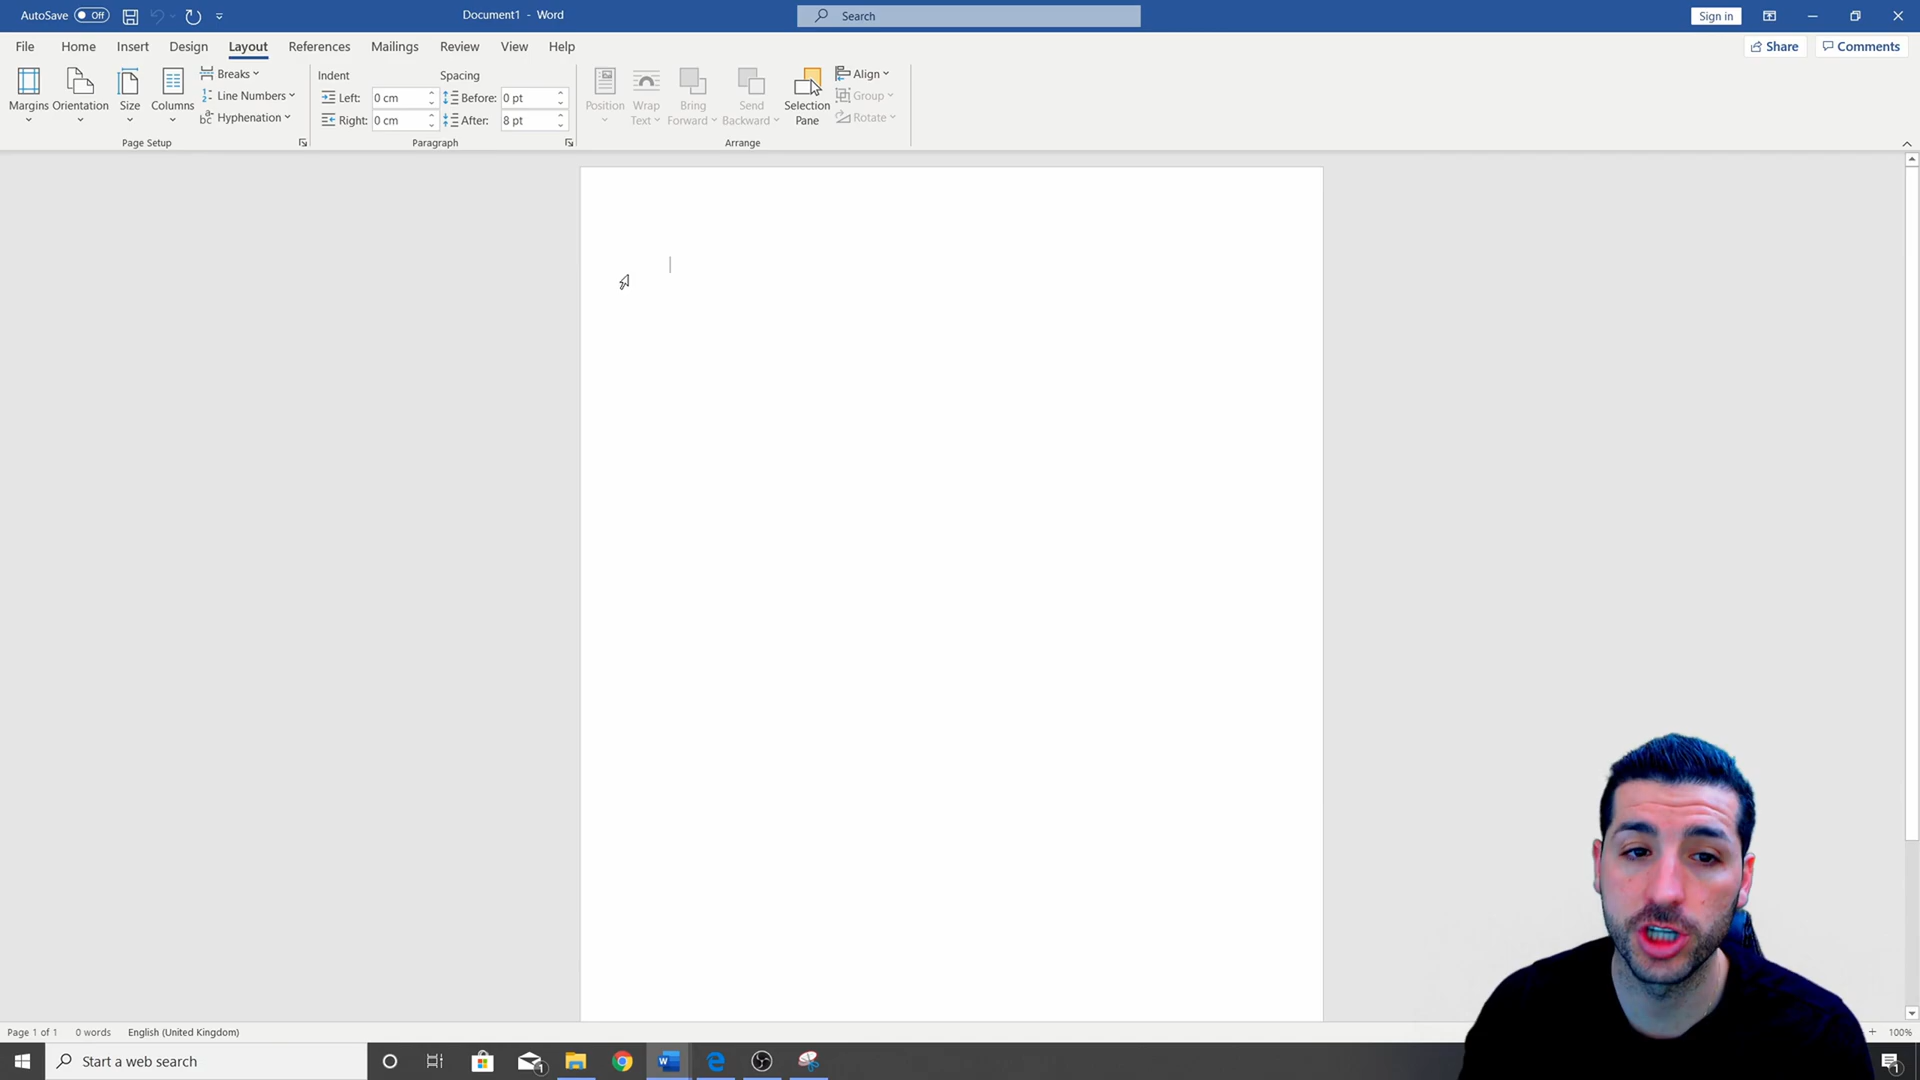 AutoSave Off Document1 - Word Search Sign in
File Home Insert Design Layout References Mailings Review View Help Share Comments
Margins Orientation Size Columns
Breaks
Line Numbers
Hyphenation
Page Setup
Indent
Left: 0 cm
Right: 0 cm
Spacing
Before: 0 pt
After: 8 pt
Paragraph
Position
Wrap
Text
Bring
Forward
Send
Backward
Selection
Pane
Align
Group
Rotate
Arrange
Page 1 of 1 0 words English (United Kingdom) 100%
Start a web search